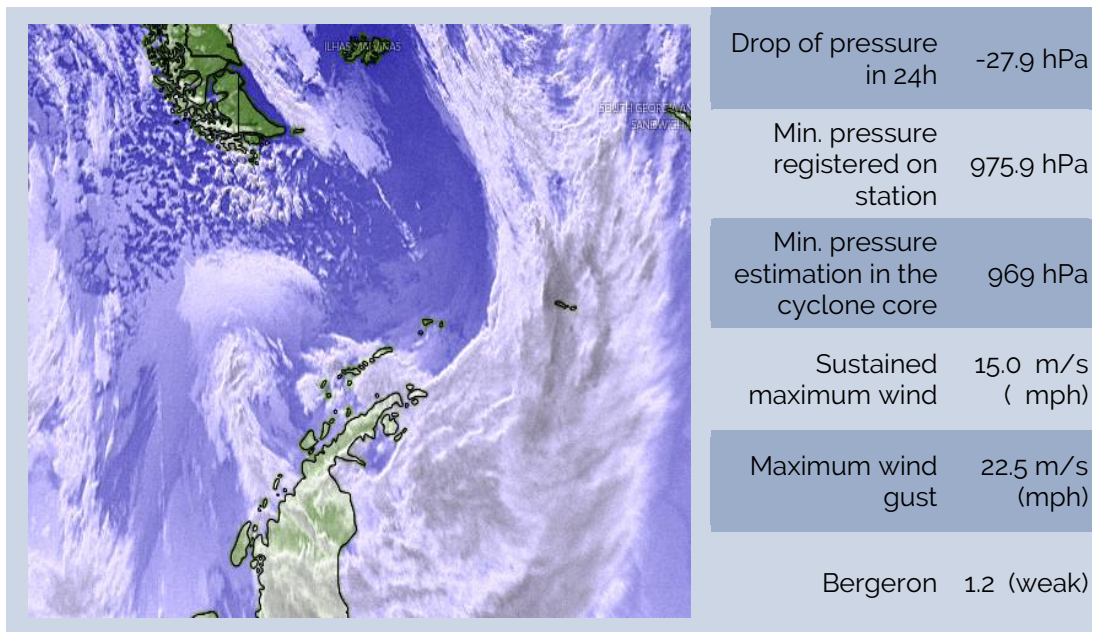 ILHAS MALVINAS
SOUTH GEORGIA AN
SANDWICH
Drop of pressure
in 24h
-27.9 hPa
Min. pressure
registered on
station
975.9 hPa
Min. pressure
estimation in the
cyclone core
969 hPa
Sustained
maximum wind
15.0 m/s
( mph)
Maximum wind
gust
22.5 m/s
(mph)
Bergeron
1.2 (weak)